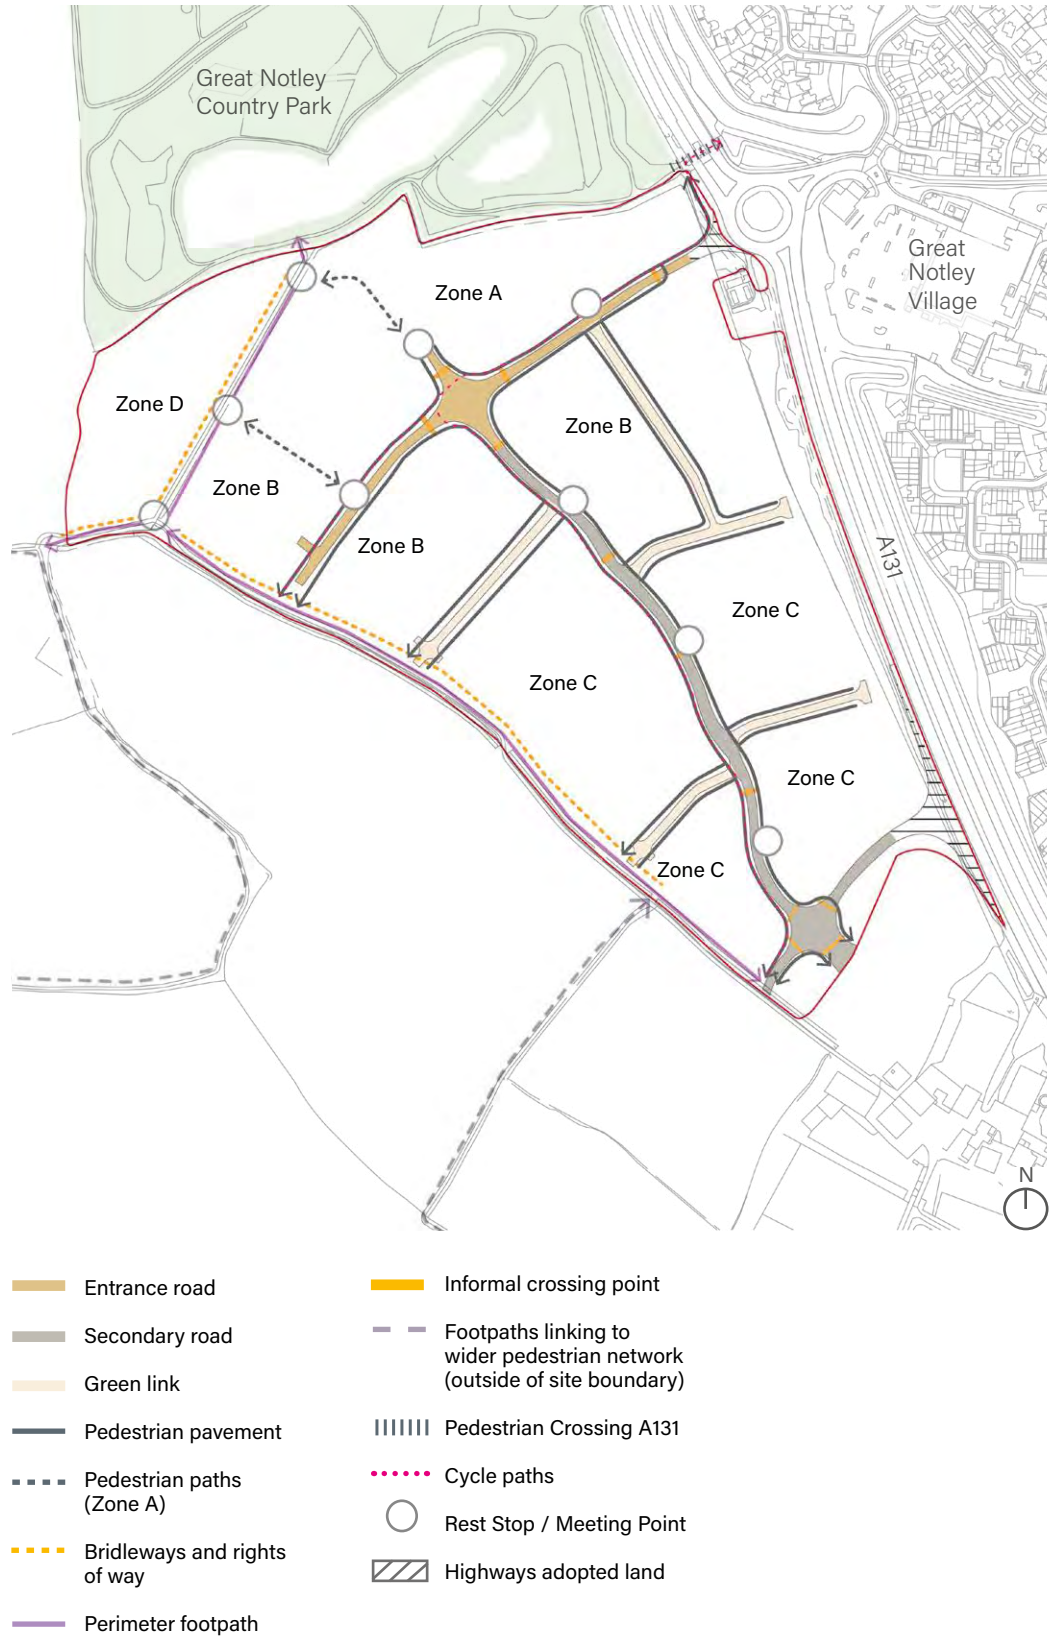 Great Notley
Country Park
Great
Notley
Village
Zone A
Zone D
Zone B
Zone B
Zone B
A131
Zone C
Zone C
Zone C
Zone C
N
Entrance road
Secondary road
Green link
Pedestrian pavement
Pedestrian paths
(Zone A)
Bridleways and rights
of way
Perimeter footpath
Informal crossing point
Footpaths linking to
wider pedestrian network
(outside of site boundary)
Pedestrian Crossing A131
Cycle paths
Rest Stop / Meeting Point
Highways adopted land